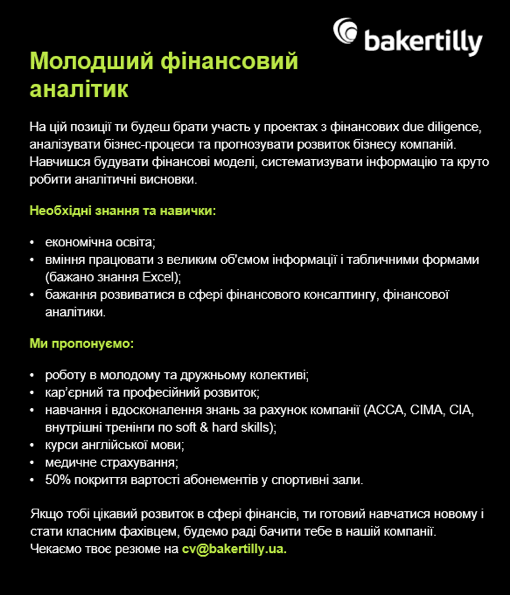 bakertilly
Молодший фінансовий
аналітик
На цій позиції ти будеш брати участь у проектах з фінансових due diligence,
аналізувати бізнес-процеси та прогнозувати розвиток бізнесу компаній.
Навчишся будувати фінансові моделі, систематизувати інформацію та круто
робити аналітичні висновки.
Необхідні знання та навички:
• економічна освіта;
• вміння працювати з великим об'ємом інформації і табличними формами
(бажано знання Excel);
• бажання розвиватися в сфері фінансового консалтингу, фінансової
аналітики.
Ми пропонуємо:
• роботу в молодому та дружньому колективі;
• кар’єрний та професійний розвиток;
• навчання і вдосконалення знань за рахунок компанії (ACCA, CIMA, CIA,
внутрішні тренінги по soft & hard skills);
• курси англійської мови;
• медичне страхування;
• 50% покриття вартості абонементів у спортивні зали.
Якщо тобі цікавий розвиток в сфері фінансів, ти готовий навчатися новому і
стати класним фахівцем, будемо раді бачити тебе в нашій компанії.
Чекаємо твоє резюме на cv@bakertilly.ua.